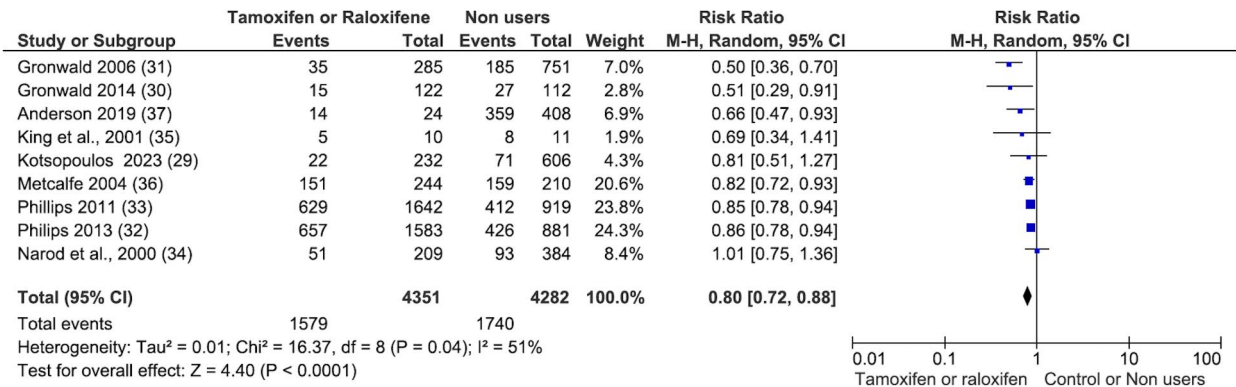 Tamoxifen or Raloxifene Non users Risk Ratio Risk Ratio
Study or Subgroup Events Total Events Total Weight M-H, Random, 95% CI M-H, Random, 95% CI
Gronwald 2006 (31) 35 285 185 751 7.0% 0.50 [0.36, 0.70]
Gronwald 2014 (30) 15 122 27 112 2.8% 0.51 [0.29, 0.91]
Anderson 2019 (37) 14 24 359 408 6.9% 0.66 [0.47, 0.93]
King et al., 2001 (35) 5 10 8 11 1.9% 0.69 [0.34, 1.41]
Kotsopoulos 2023 (29) 22 232 71 606 4.3% 0.81 [0.51, 1.27]
Metcalfe 2004 (36) 151 244 159 210 20.6% 0.82 [0.72, 0.93]
Phillips 2011 (33) 629 1642 412 919 23.8% 0.85 [0.78, 0.94]
Philips 2013 (32) 657 1583 426 881 24.3% 0.86 [0.78, 0.94]
Narod et al., 2000 (34) 51 209 93 384 8.4% 1.01 [0.75, 1.36]
Total (95% CI) 4351 4282 100.0% 0.80 [0.72, 0.88]
Total events 1579 1740
Heterogeneity: Tau² = 0.01; Chi² = 16.37, df = 8 (P = 0.04); I² = 51%
Test for overall effect: Z = 4.40 (P < 0.0001)
0.01 0.1 1 10 100
Tamoxifen or raloxifen Control or Non users